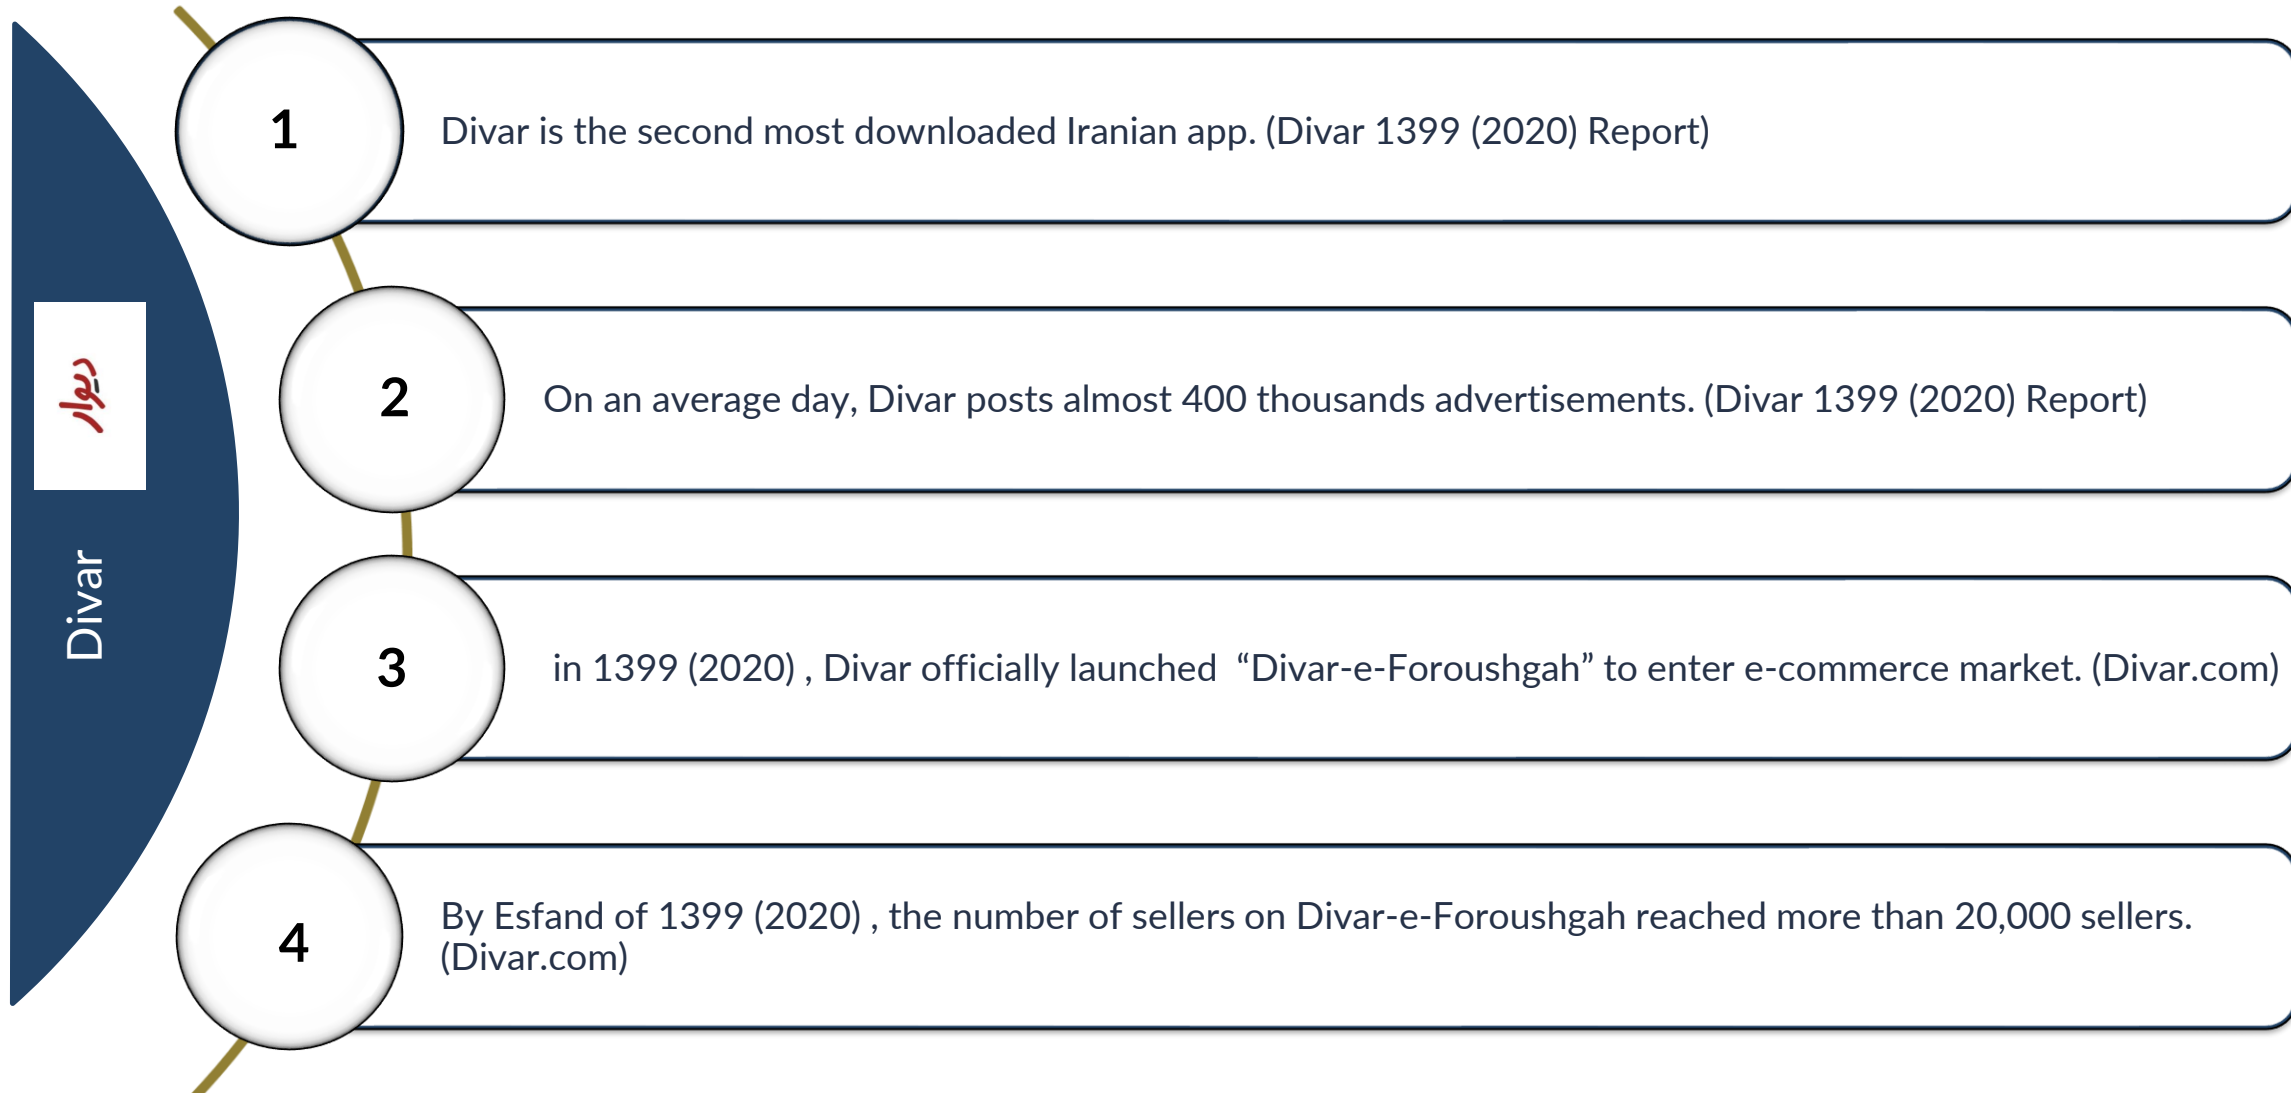 دیوار
Divar
1
Divar is the second most downloaded Iranian app. (Divar 1399 (2020) Report)
2
On an average day, Divar posts almost 400 thousands advertisements. (Divar 1399 (2020) Report)
3
in 1399 (2020) , Divar officially launched  “Divar-e-Foroushgah” to enter e-commerce market. (Divar.com)
4
By Esfand of 1399 (2020) , the number of sellers on Divar-e-Foroushgah reached more than 20,000 sellers.
(Divar.com)